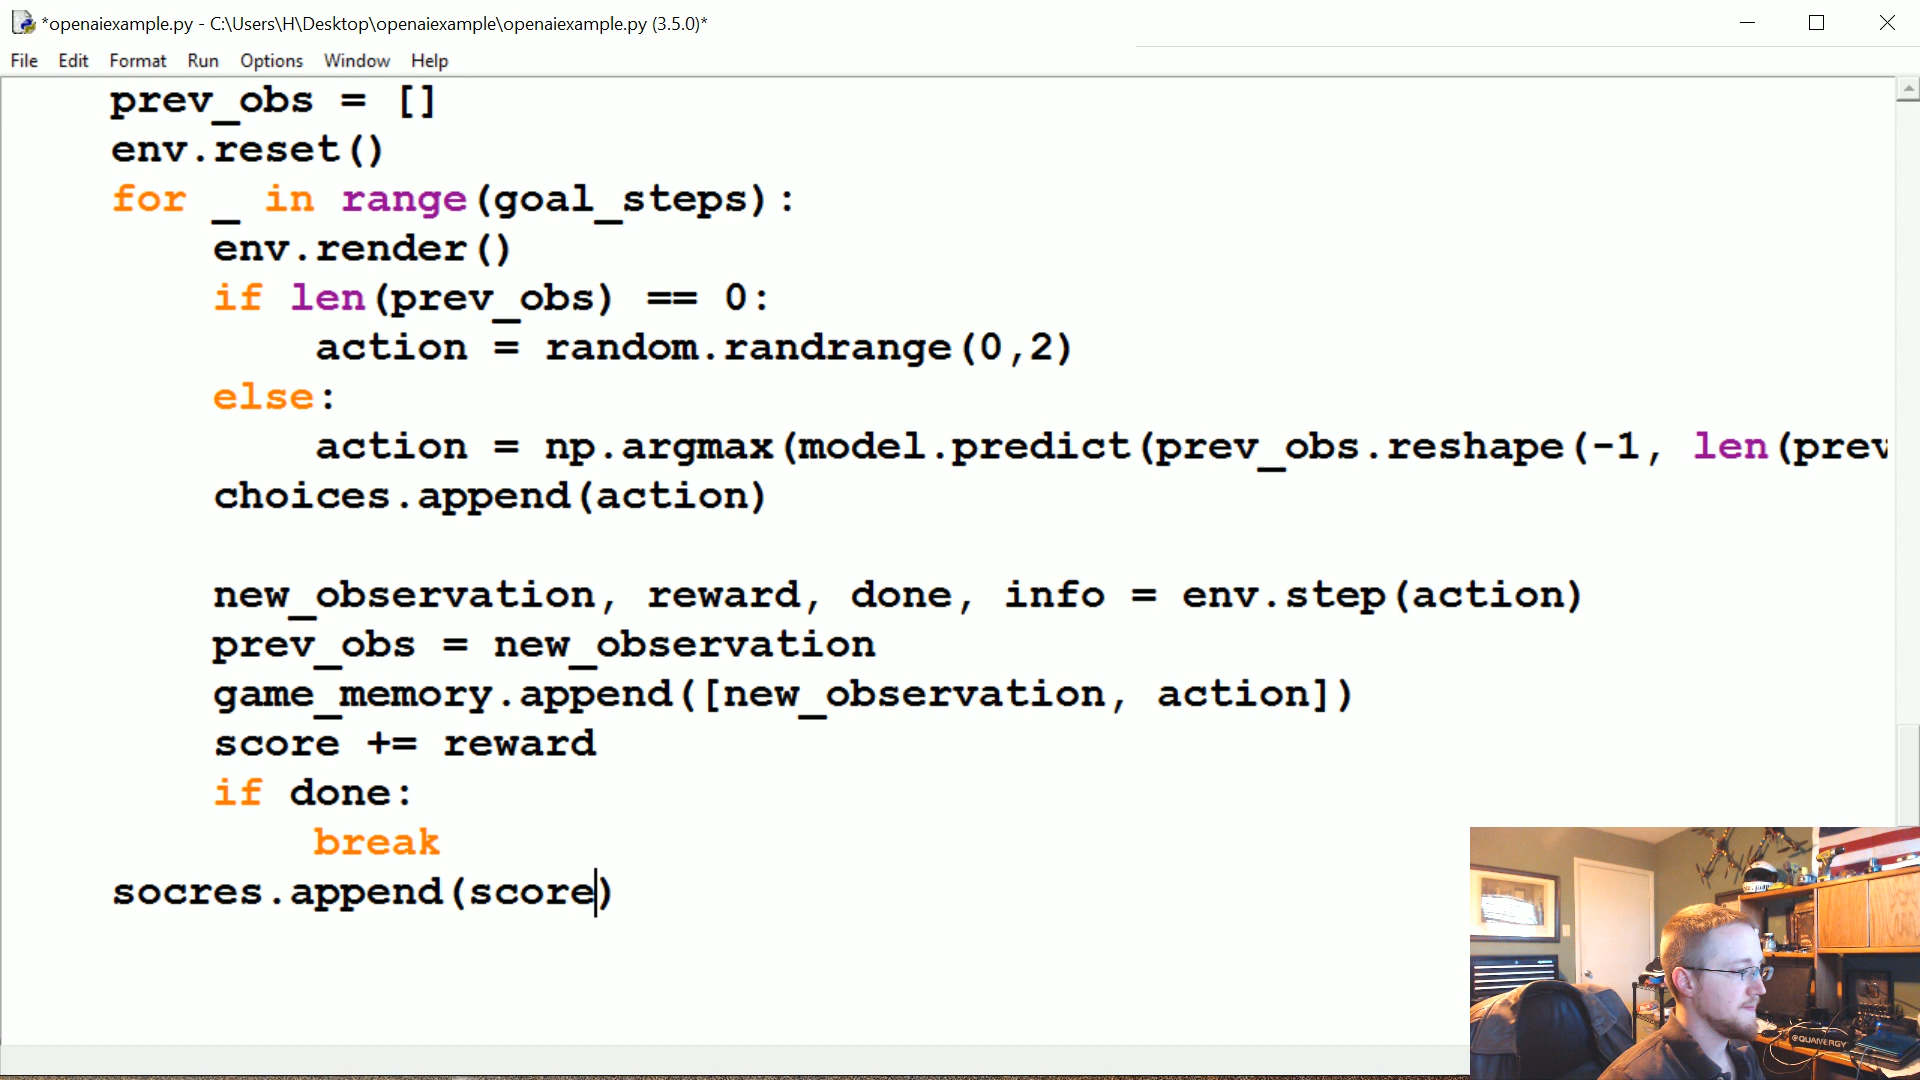 *openaiexample.py - C:\Users\H\Desktop\openaiexample\openaiexample.py (3.5.0)*
File Edit Format Run Options Window Help
prev_obs = []
env.reset()
for _ in range(goal_steps):
env.render()
if len(prev_obs) == 0:
action = random.randrange(0,2)
else:
action = np.argmax(model.predict(prev_obs.reshape(-1, len(prev
choices.append(action)
new_observation, reward, done, info = env.step(action)
prev_obs = new_observation
game_memory.append([new_observation, action])
score += reward
if done:
break
socres.append(score)
QUANERGY